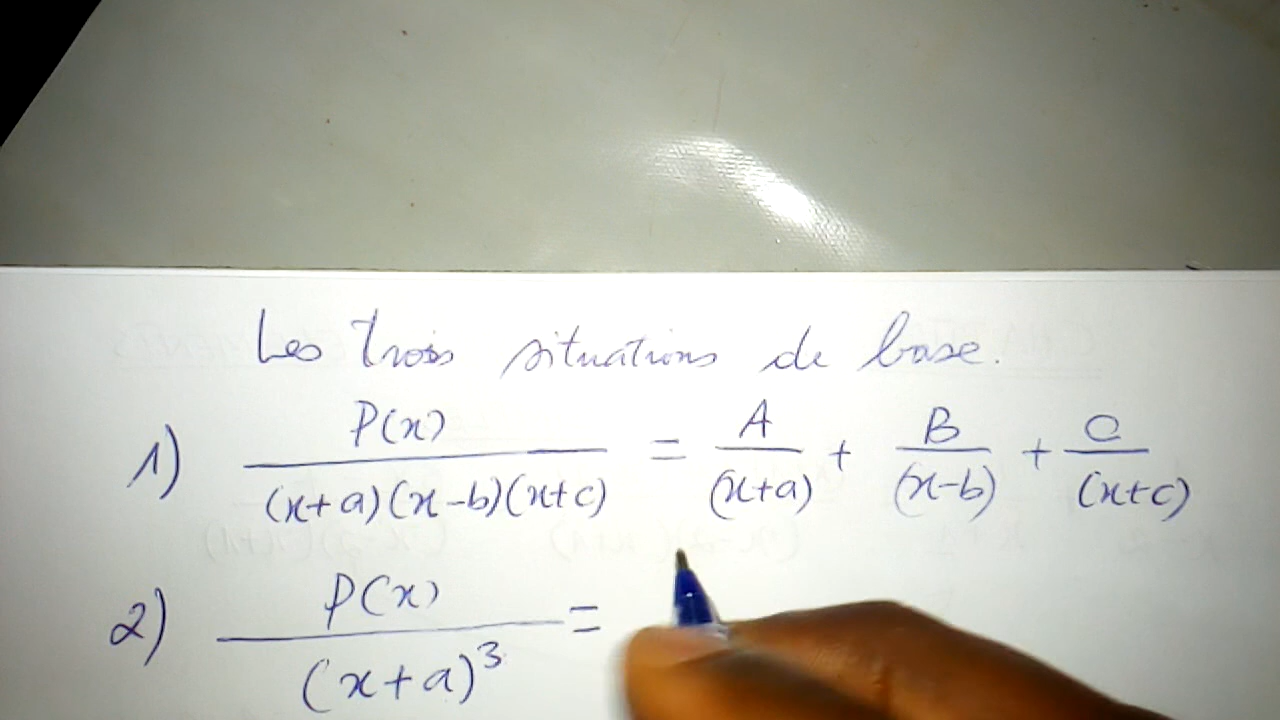 Les trois situations de base.
1) P(x)/((x+a)(x-b)(x+c)) = A/(x+a) + B/(x-b) + C/(x+c)
2) P(x)/(x+a)³ =